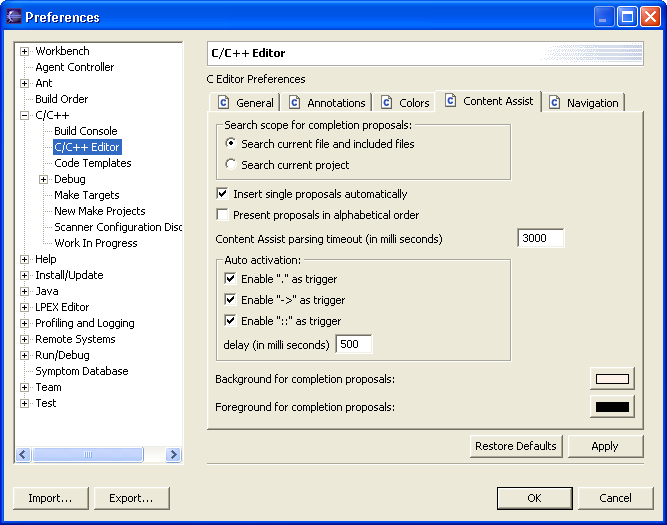 Preferences
Workbench
Agent Controller
Ant
Build Order
C/C++
Build Console
C/C++ Editor
Code Templates
Debug
Make Targets
New Make Projects
Scanner Configuration Disc
Work In Progress
Help
Install/Update
Java
LPEX Editor
Profiling and Logging
Remote Systems
Run/Debug
Symptom Database
Team
Test
C/C++ Editor
C Editor Preferences
General Annotations Colors Content Assist Navigation
Search scope for completion proposals:
Search current file and included files
Search current project
Insert single proposals automatically
Present proposals in alphabetical order
Content Assist parsing timeout (in milli seconds) 3000
Auto activation:
Enable "." as trigger
Enable "->" as trigger
Enable "::" as trigger
delay (in milli seconds) 500
Background for completion proposals:
Foreground for completion proposals:
Restore Defaults Apply
Import... Export... OK Cancel